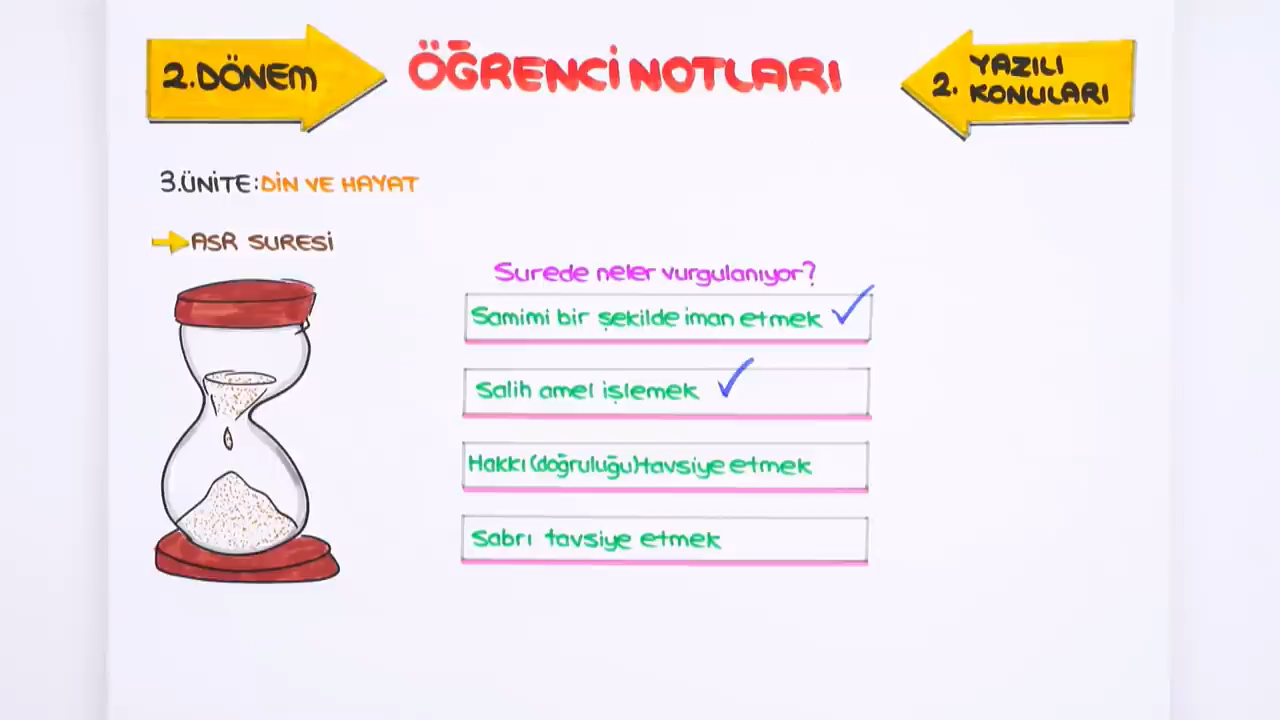 2.DÖNEM
ÖĞRENCİ NOTLARI
2. YAZILI
KONULARI
3.ÜNİTE:DİN VE HAYAT
ASR SURESİ
Surede neler vurgulanıyor?
Samimi bir şekilde iman etmek
Salih amel işlemek
Hakkı(doğruluğu)tavsiye etmek
Sabrı tavsiye etmek